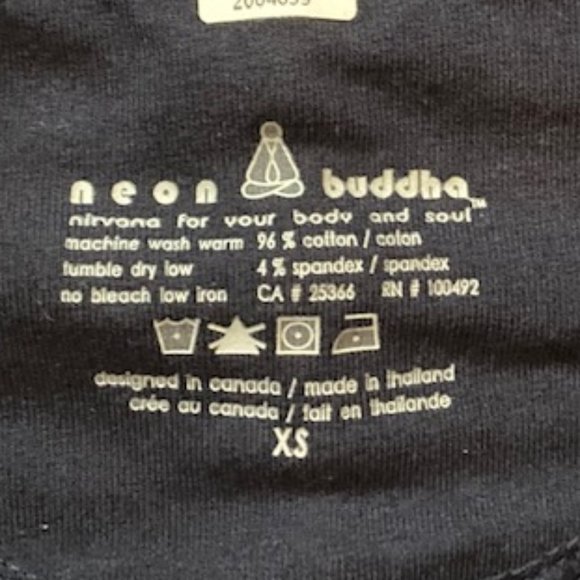 neon buddha™
nirvana for your body and soul
machine wash warm 96 % cotton / coton
tumble dry low 4 % spandex / spandex
no bleach low iron CA # 25366 RN # 100492
designed in canada / made in thailand
crée au canada / fait en thailande
XS